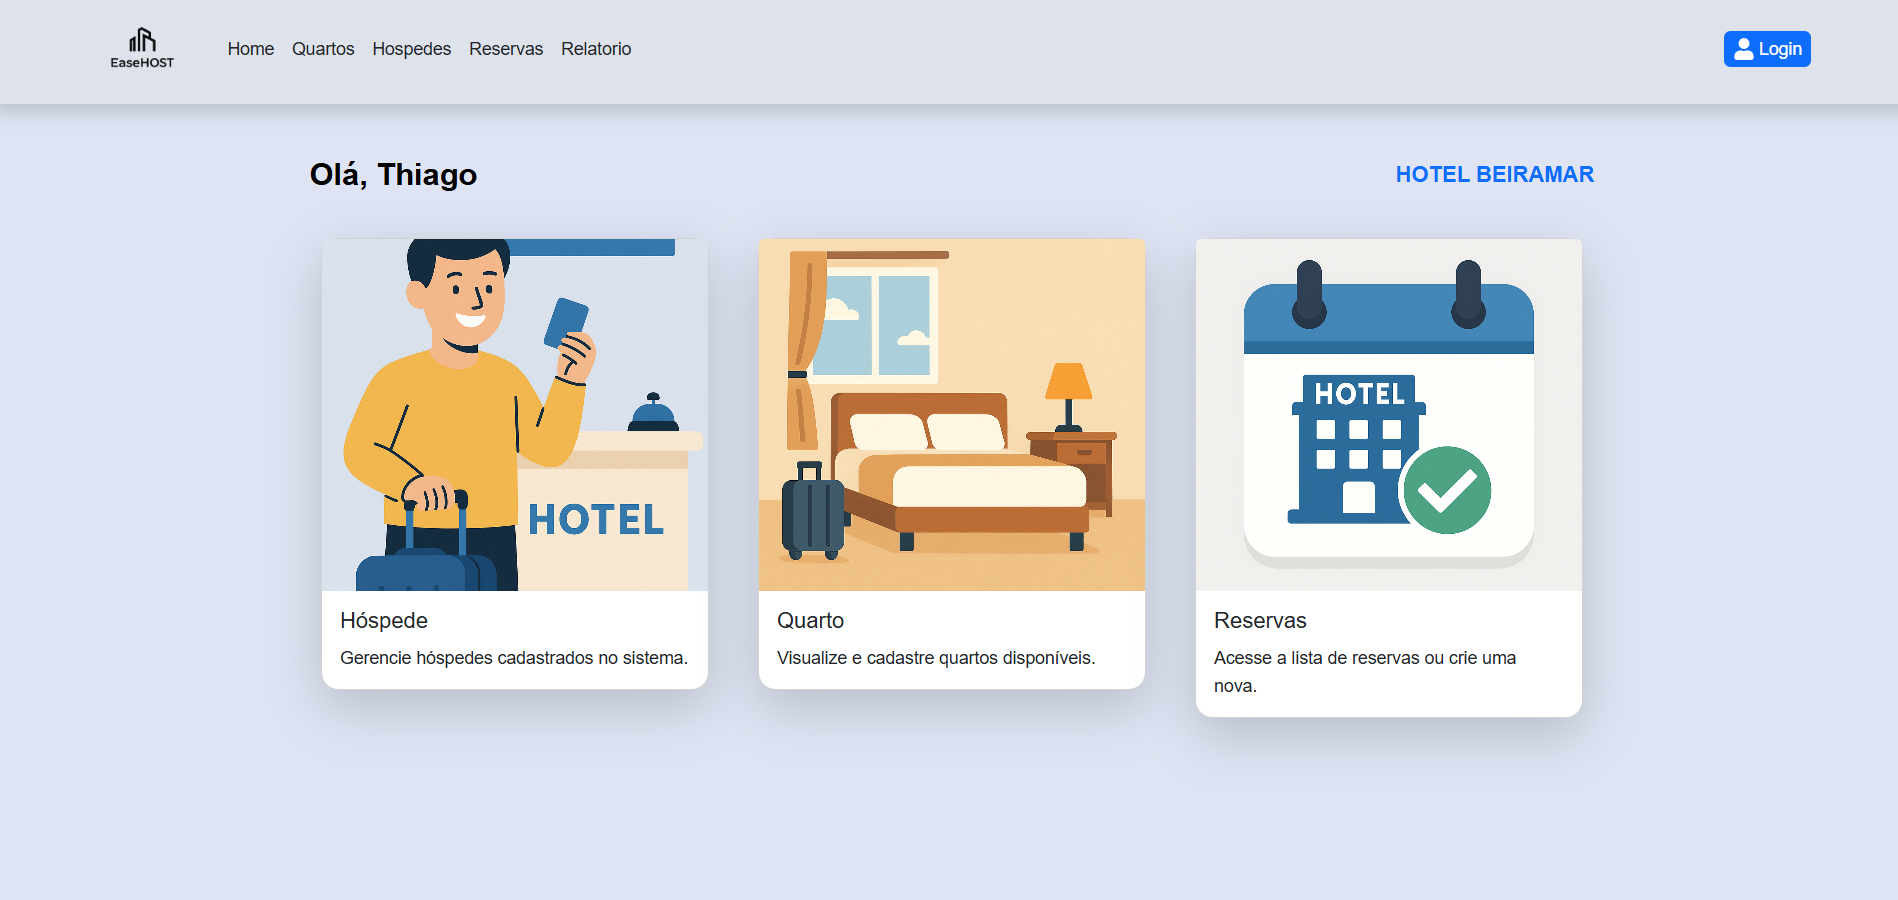 EaseHOST
Home Quartos Hospedes Reservas Relatorio
Login
Olá, Thiago
HOTEL BEIRAMAR
HOTEL
HOTEL
Hóspede
Gerencie hóspedes cadastrados no sistema.
Quarto
Visualize e cadastre quartos disponíveis.
Reservas
Acesse a lista de reservas ou crie uma
nova.